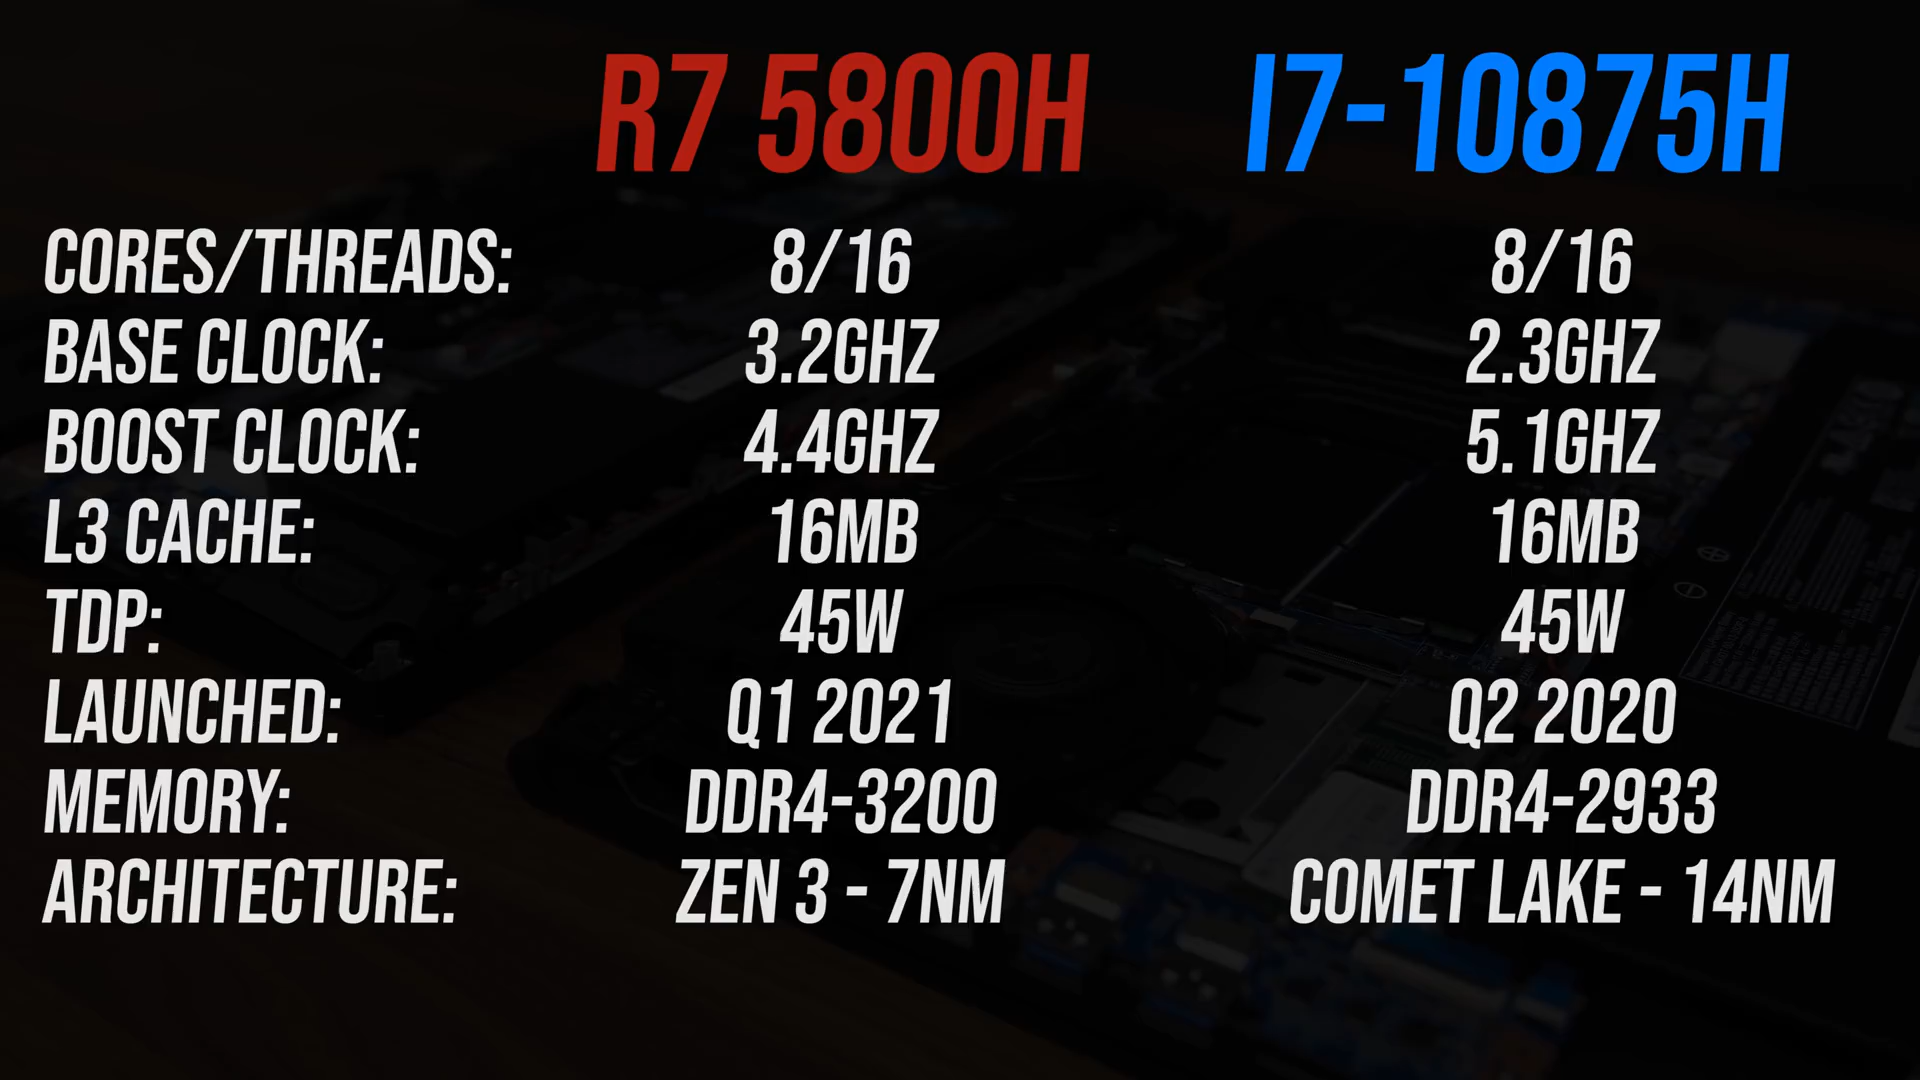 R7 5800H I7-10875H
CORES/THREADS: 8/16 8/16
BASE CLOCK: 3.2GHZ 2.3GHZ
BOOST CLOCK: 4.4GHZ 5.1GHZ
L3 CACHE: 16MB 16MB
TDP: 45W 45W
LAUNCHED: Q1 2021 Q2 2020
MEMORY: DDR4-3200 DDR4-2933
ARCHITECTURE: ZEN 3 - 7NM COMET LAKE - 14NM